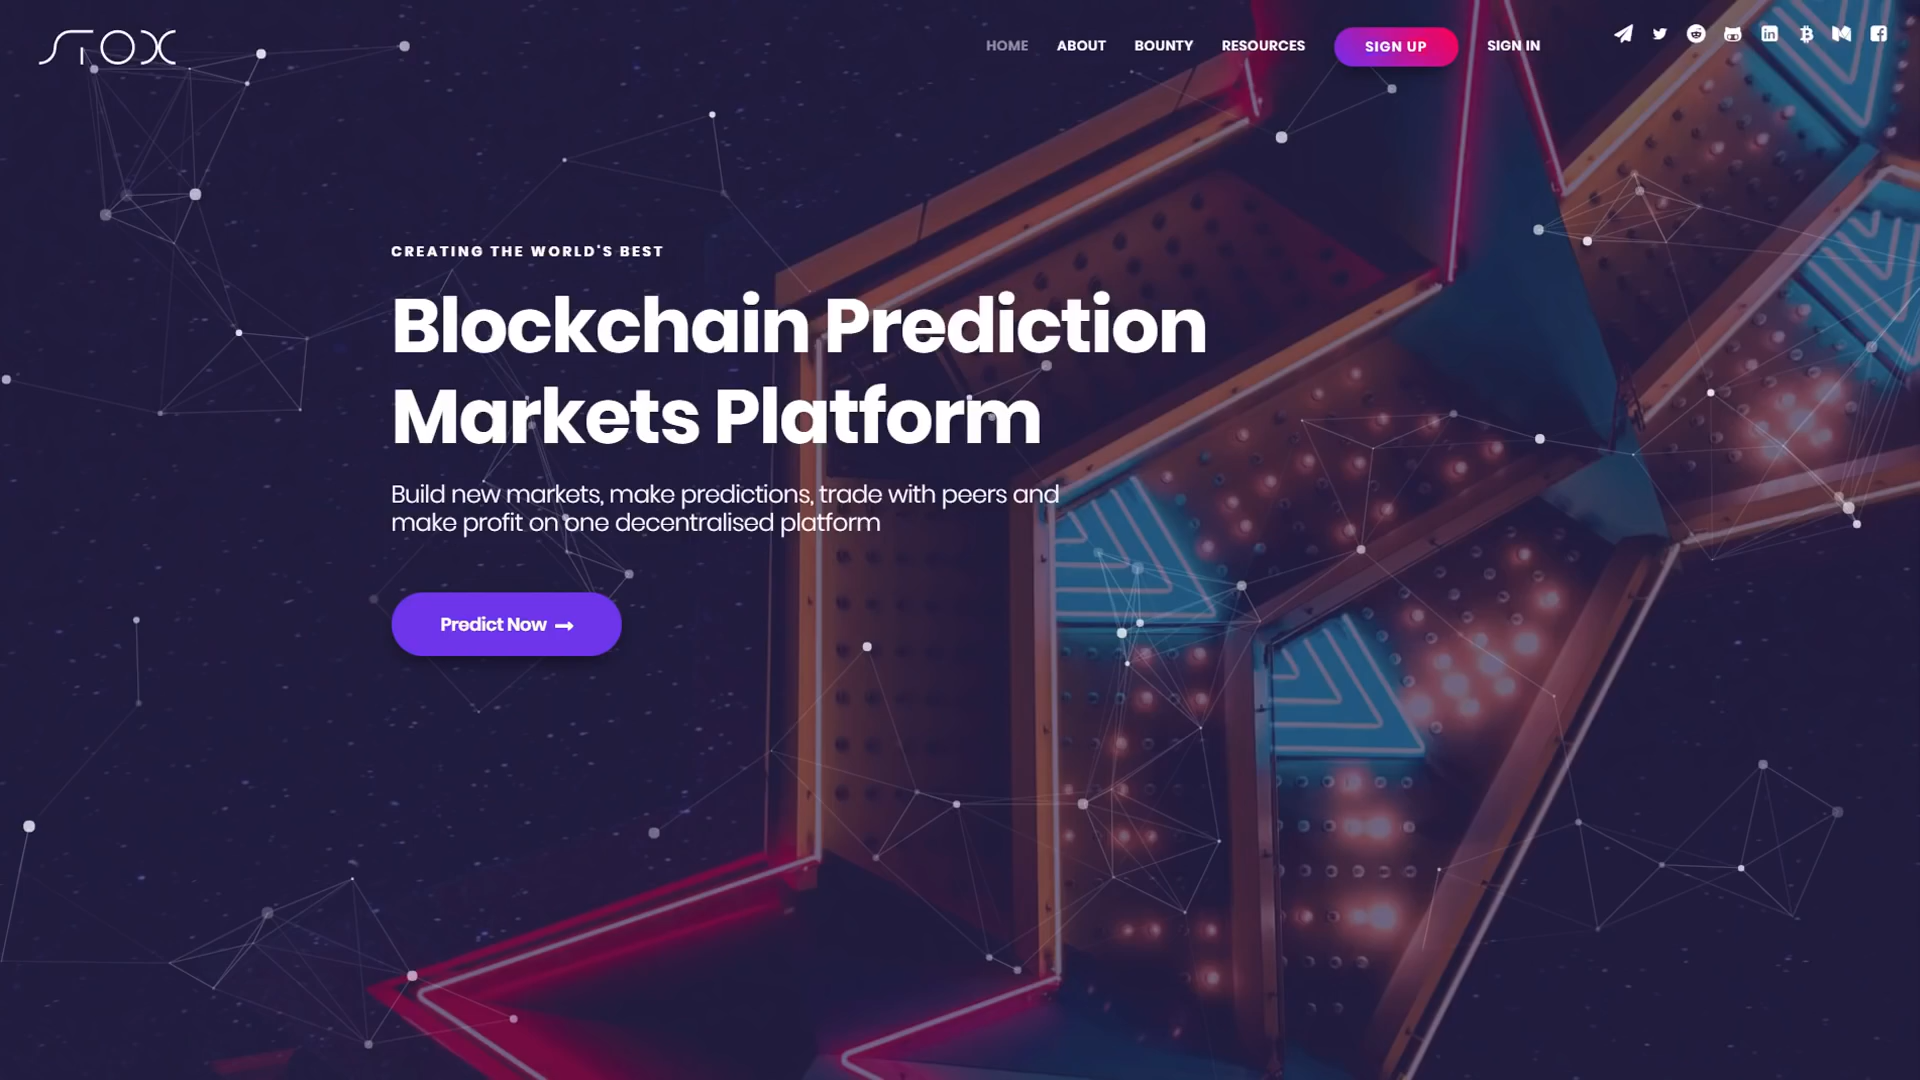 STOX
HOME ABOUT BOUNTY RESOURCES SIGN UP SIGN IN
CREATING THE WORLD'S BEST
Blockchain Prediction
Markets Platform
Build new markets, make predictions, trade with peers and
make profit on one decentralised platform
Predict Now